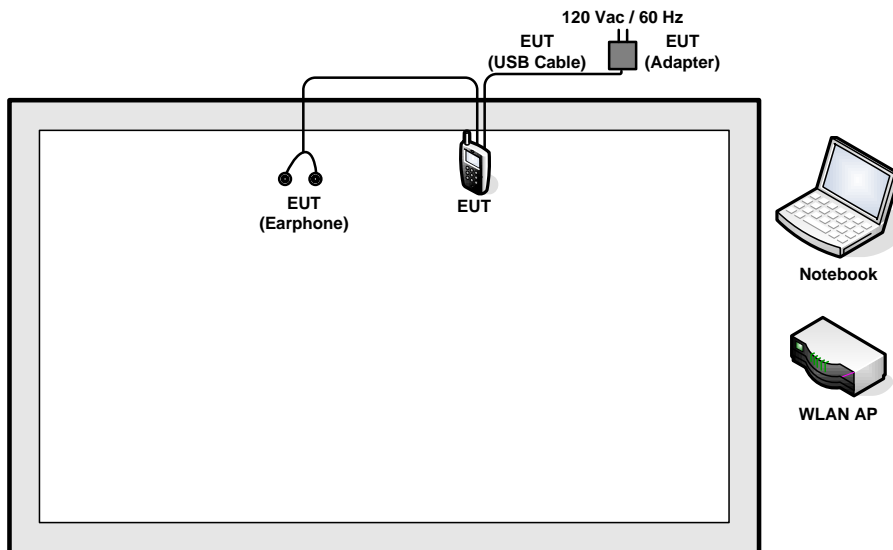 120 Vac / 60 Hz
EUT
(USB Cable)
EUT
(Adapter)
EUT
(Earphone)
EUT
Notebook
WLAN AP